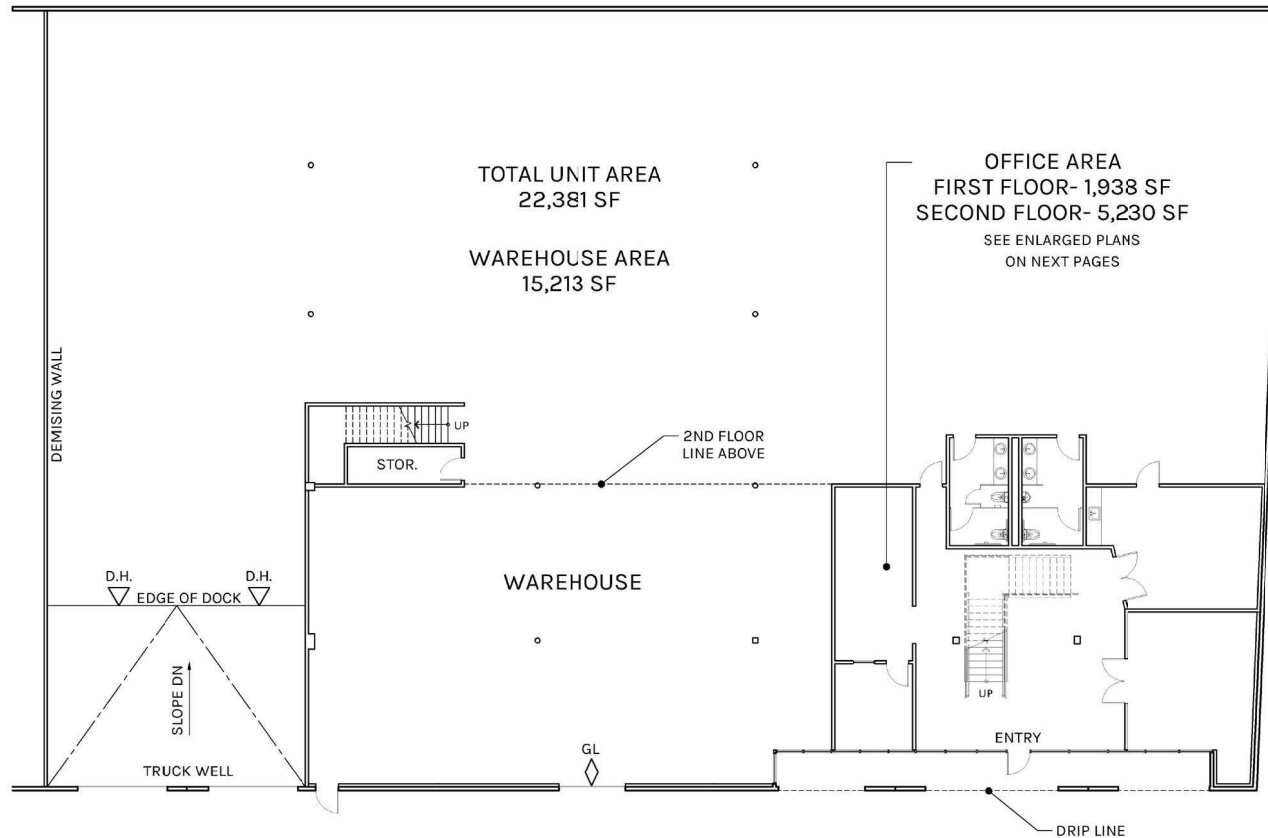 TOTAL UNIT AREA
22,381 SF
WAREHOUSE AREA
15,213 SF
OFFICE AREA
FIRST FLOOR- 1,938 SF
SECOND FLOOR- 5,230 SF
SEE ENLARGED PLANS
ON NEXT PAGES
DEMISING WALL
UP
STOR.
2ND FLOOR
LINE ABOVE
WAREHOUSE
D.H.
D.H.
EDGE OF DOCK
SLOPE DN
TRUCK WELL
GL
UP
ENTRY
DRIP LINE